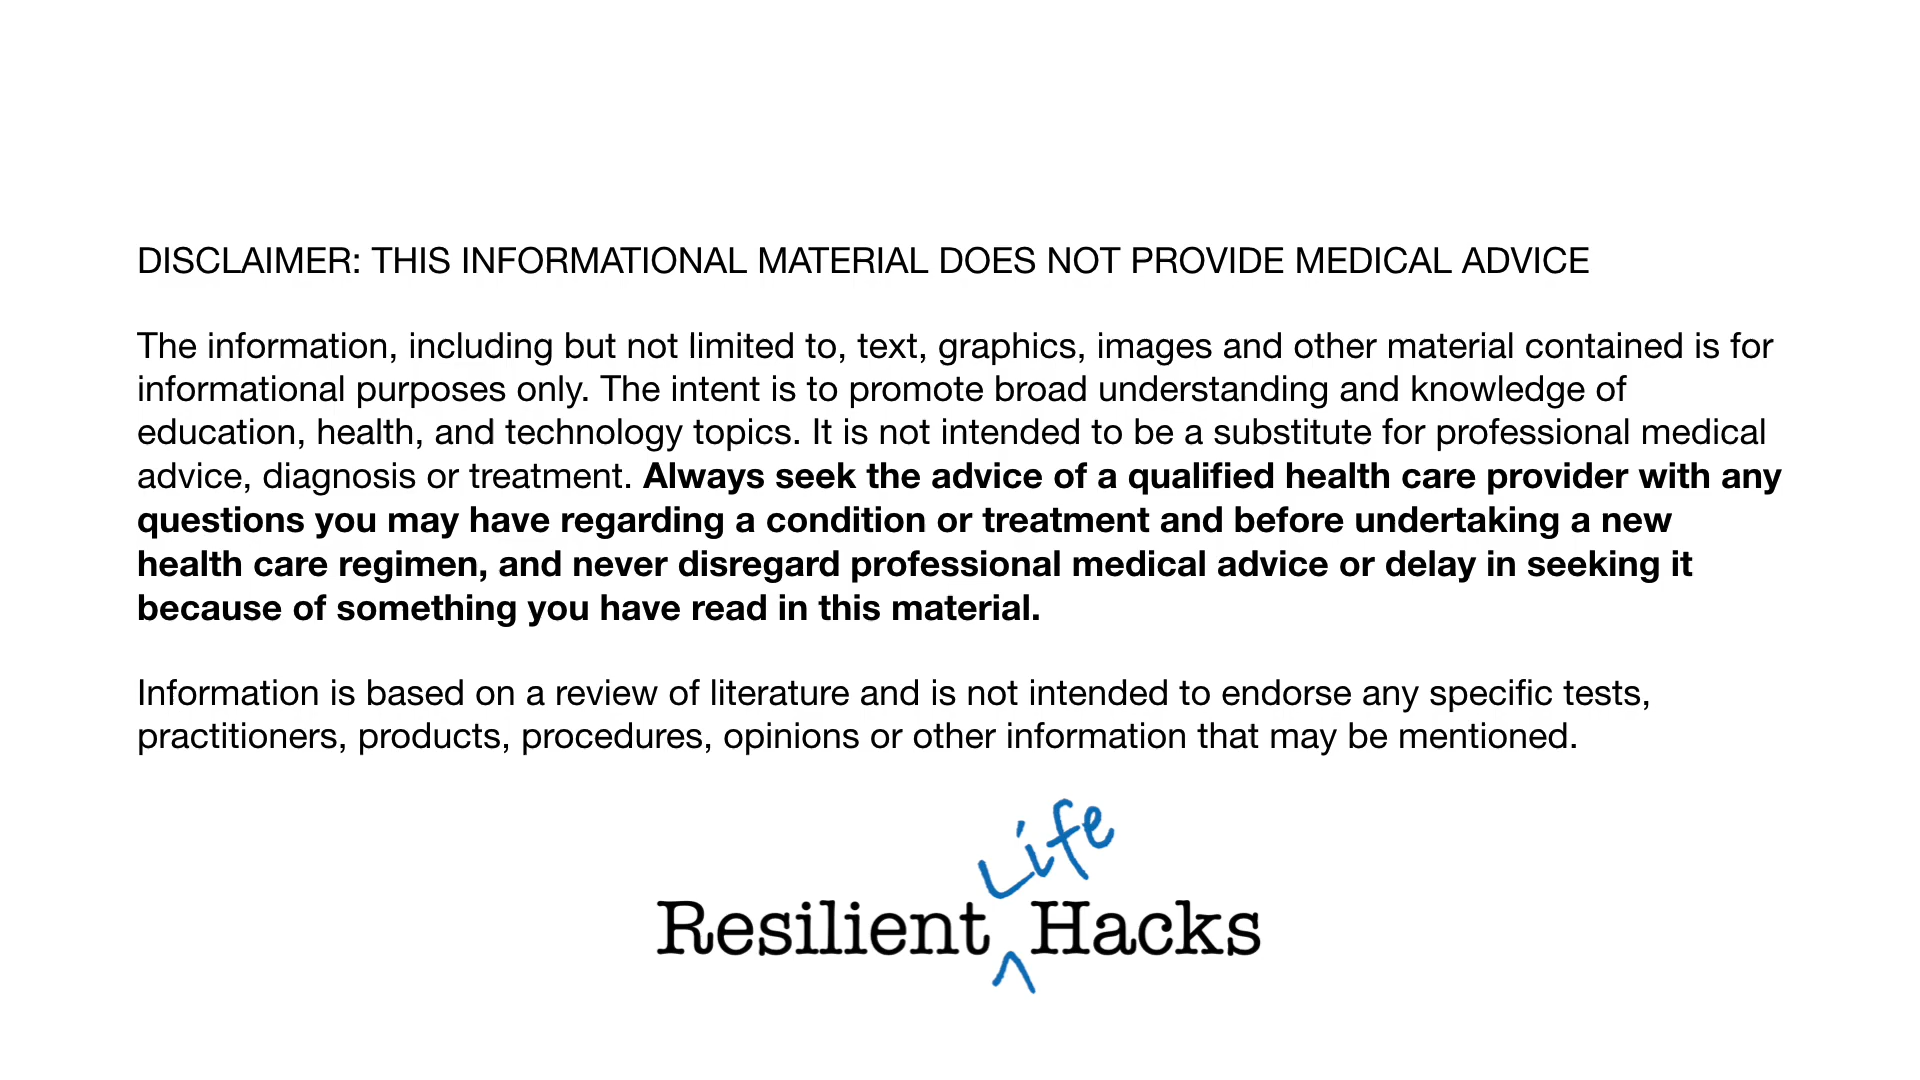 DISCLAIMER: THIS INFORMATIONAL MATERIAL DOES NOT PROVIDE MEDICAL ADVICE
The information, including but not limited to, text, graphics, images and other material contained is for
informational purposes only. The intent is to promote broad understanding and knowledge of
education, health, and technology topics. It is not intended to be a substitute for professional medical
advice, diagnosis or treatment. Always seek the advice of a qualified health care provider with any
questions you may have regarding a condition or treatment and before undertaking a new
health care regimen, and never disregard professional medical advice or delay in seeking it
because of something you have read in this material.
Information is based on a review of literature and is not intended to endorse any specific tests,
practitioners, products, procedures, opinions or other information that may be mentioned.
Life
Resilient Hacks